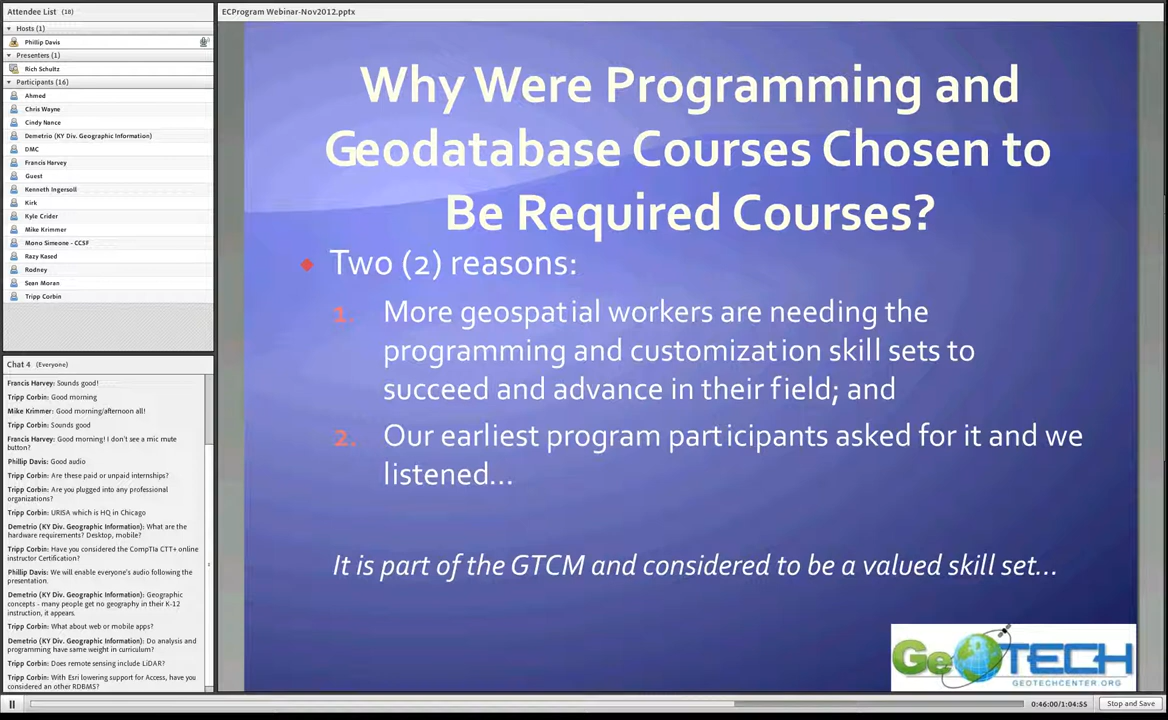 Attendee List (18)
Hosts (1)
Phillip Davis
Presenters (1)
Rich Schultz
Participants (16)
Ahmed
Chris Wayne
Cindy Nance
Demetrio (KY Div. Geographic Information)
DMC
Francis Harvey
Guest
Kenneth Ingersoll
Kirk
Kyle Crider
Mike Krimmer
Mono Simeone - CCSF
Razy Kased
Rodney
Sean Moran
Tripp Corbin
Chat 4 (Everyone)
Francis Harvey: Sounds good!
Tripp Corbin: Good morning
Mike Krimmer: Good morning/afternoon all!
Tripp Corbin: Sounds good
Francis Harvey: Good morning! I don't see a mic mute
button?
Phillip Davis: Good audio
Tripp Corbin: Are these paid or unpaid internships?
Tripp Corbin: Are you plugged into any professional
organizations?
Tripp Corbin: URISA which is HQ in Chicago
Demetrio (KY Div. Geographic Information): What are the
hardware requirements? Desktop, mobile?
Tripp Corbin: Have you considered the CompTIa CTT+ online
instructor Certification?
Phillip Davis: We will enable everyone's audio following the
presentation.
Demetrio (KY Div. Geographic Information): Geographic
concepts - many people get no geography in their K-12
instruction, it appears.
Tripp Corbin: What about web or mobile apps?
Demetrio (KY Div. Geographic Information): Do analysis and
programming have same weight in curriculum?
Tripp Corbin: Does remote sensing include LiDAR?
Tripp Corbin: With Esri lowering support for Access, have you
considered an other RDBMS?
ECProgram Webinar-Nov2012.pptx
Why Were Programming and
Geodatabase Courses Chosen to
Be Required Courses?
Two (2) reasons:
1. More geospatial workers are needing the
programming and customization skill sets to
succeed and advance in their field; and
2. Our earliest program participants asked for it and we
listened...
It is part of the GTCM and considered to be a valued skill set...
GeoTECH
GEOTECHCENTER.ORG
0:46:00/1:04:55
Stop and Save